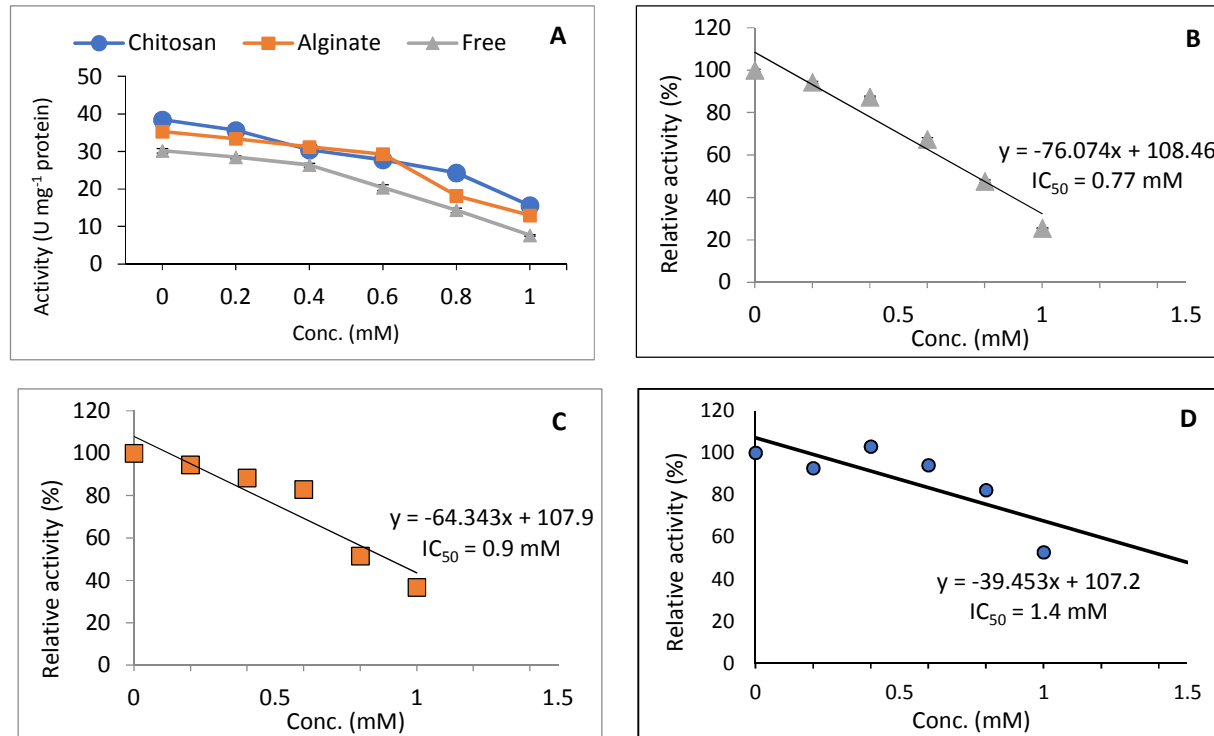 Chitosan Alginate Free A
Activity (U mg⁻¹ protein)
50
40
30
20
10
0
0 0.2 0.4 0.6 0.8 1
Conc. (mM)
B
Relative activity (%)
120
100
80
60
40
20
0
y = -76.074x + 108.46
IC₅₀ = 0.77 mM
0 0.5 1 1.5
Conc. (mM)
C
Relative activity (%)
120
100
80
60
40
20
0
y = -64.343x + 107.9
IC₅₀ = 0.9 mM
0 0.5 1 1.5
Conc. (mM)
D
Relative activity (%)
120
100
80
60
40
20
0
y = -39.453x + 107.2
IC₅₀ = 1.4 mM
0 0.5 1 1.5
Conc. (mM)